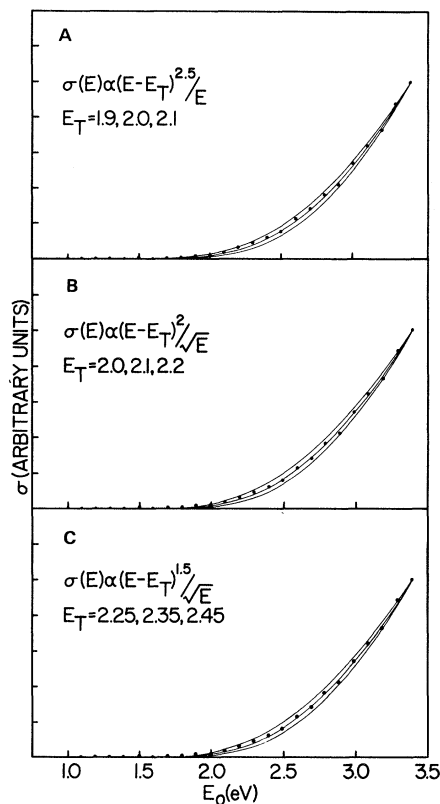 A
σ(E)α(E-E_T)^2.5/E
E_T=1.9, 2.0, 2.1
B
σ(E)α(E-E_T)^2/√E
E_T=2.0, 2.1, 2.2
C
σ(E)α(E-E_T)^1.5/√E
E_T=2.25, 2.35, 2.45
σ (ARBITRARY UNITS)
1.0 1.5 2.0 2.5 3.0 3.5
E_0(eV)